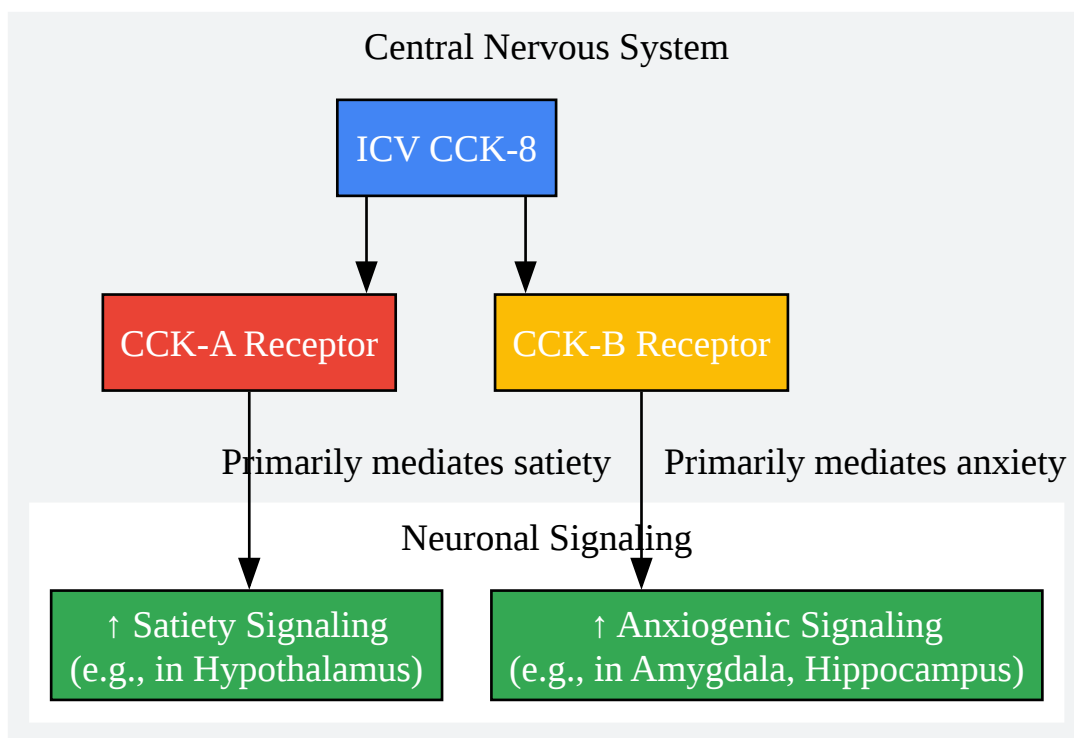 Central Nervous System
ICV CCK-8
CCK-A Receptor
CCK-B Receptor
Primarily mediates satiety
Primarily mediates anxiety
Neuronal Signaling
↑ Satiety Signaling
(e.g., in Hypothalamus)
↑ Anxiogenic Signaling
(e.g., in Amygdala, Hippocampus)